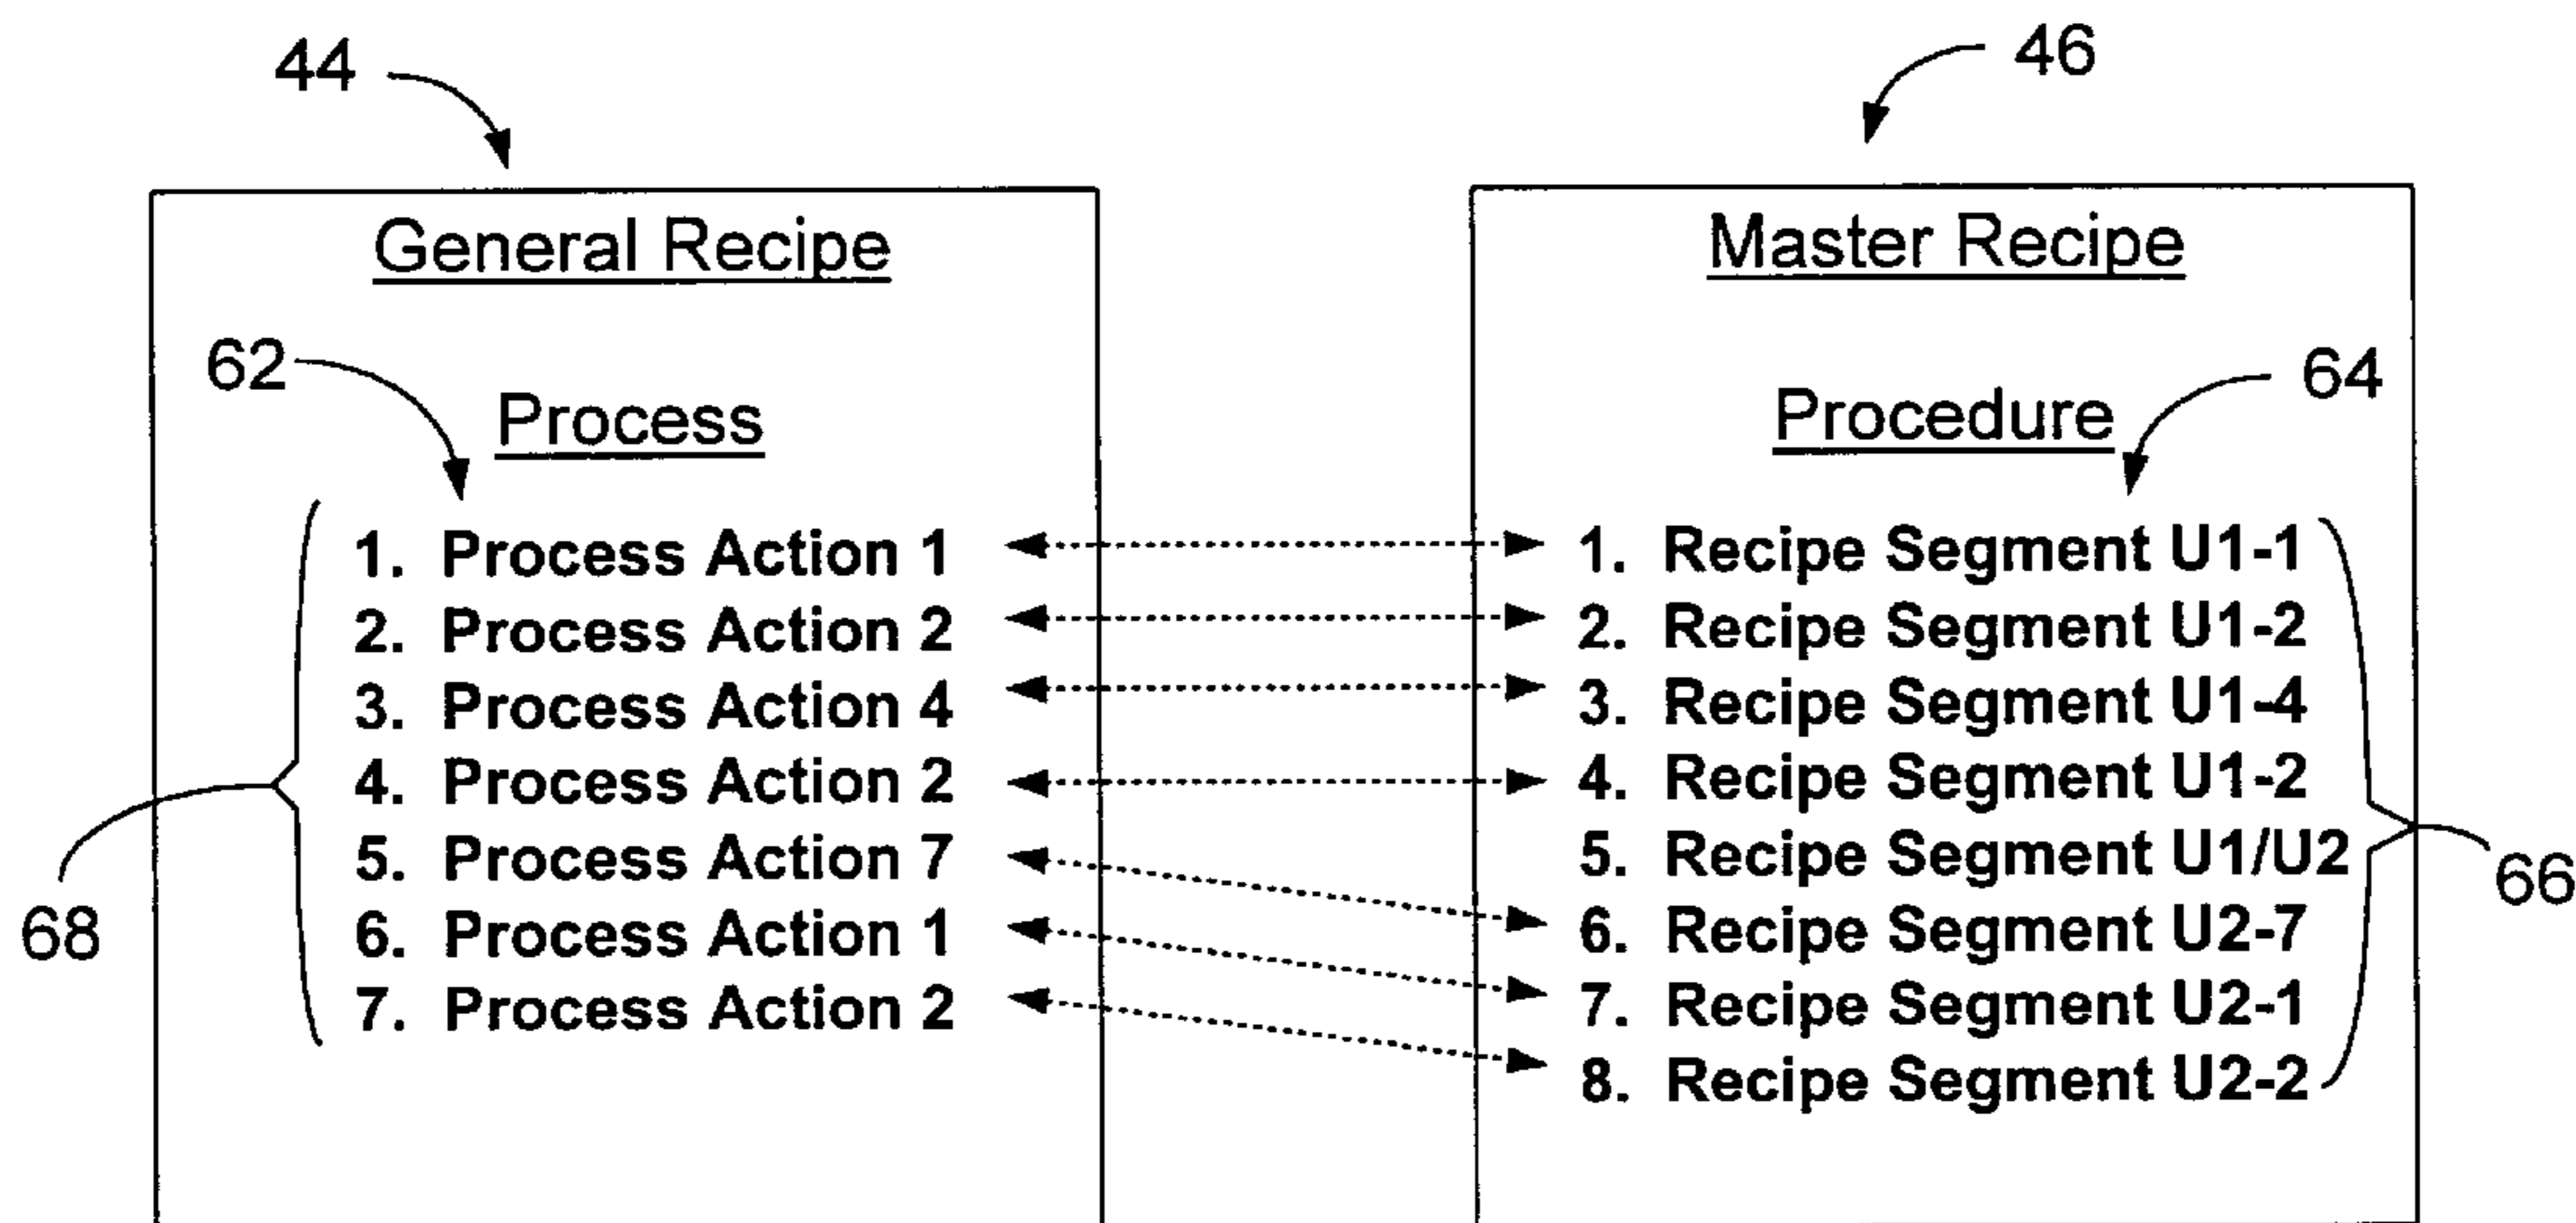 44
46
General Recipe
Master Recipe
62
Process
64
Procedure
1. Process Action 1
2. Process Action 2
3. Process Action 4
4. Process Action 2
5. Process Action 7
6. Process Action 1
7. Process Action 2
68
1. Recipe Segment U1-1
2. Recipe Segment U1-2
3. Recipe Segment U1-4
4. Recipe Segment U1-2
5. Recipe Segment U1/U2
6. Recipe Segment U2-7
7. Recipe Segment U2-1
8. Recipe Segment U2-2
66